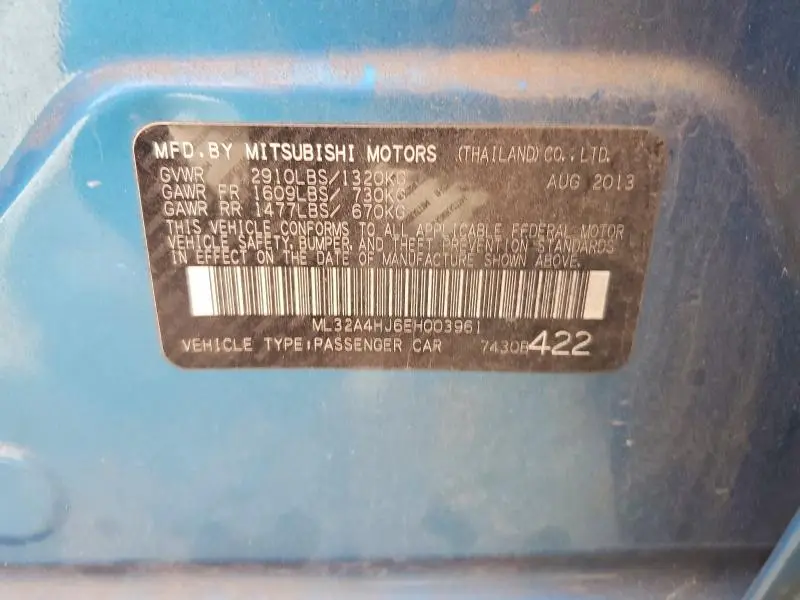 MFD. BY MITSUBISHI MOTORS (THAILAND) CO., LTD.
GVWR 2910LBS/1320KG AUG 2013
GAWR FR 1609LBS/ 730KG
GAWR RR 1477LBS/ 670KG
THIS VEHICLE CONFORMS TO ALL APPLICABLE FEDERAL MOTOR
VEHICLE SAFETY, BUMPER, AND THEFT PREVENTION STANDARDS
IN EFFECT ON THE DATE OF MANUFACTURE SHOWN ABOVE.
ML32A4HJ6EH003961
VEHICLE TYPE:PASSENGER CAR 7430B 422